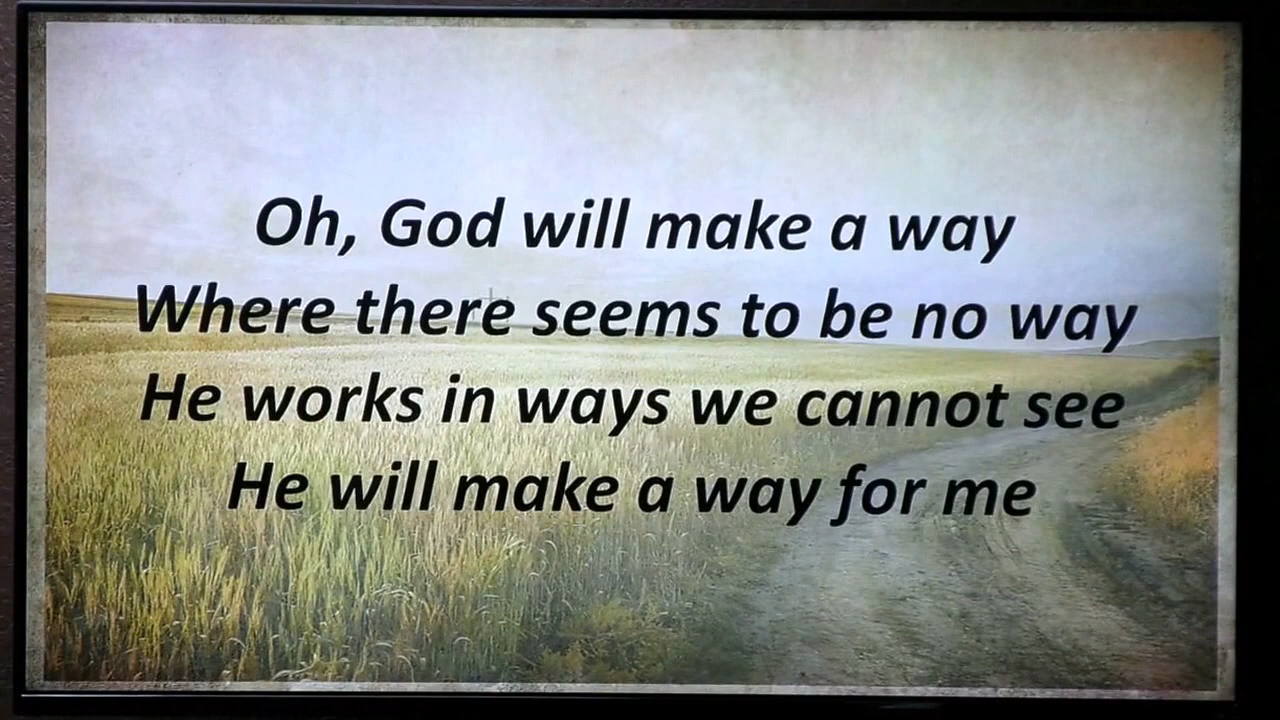 Oh, God will make a way
Where there seems to be no way
He works in ways we cannot see
He will make a way for me